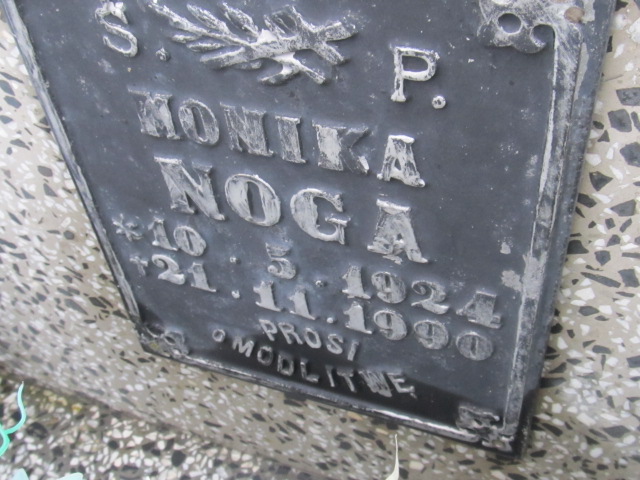 Ś. P.
MONIKA
NOGA
* 10. 5. 1924
† 21. 11. 1990
PROSI
o MODLITWĘ